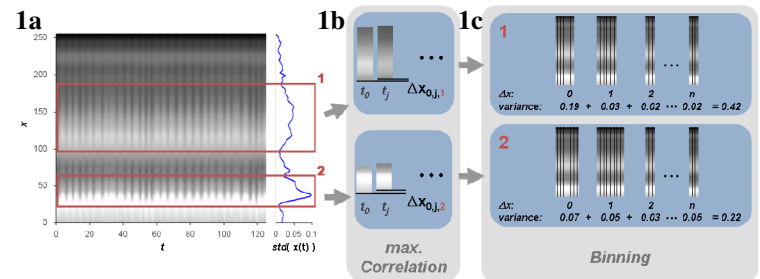 1a
250
200
150
100
50
0
x
0 20 40 60 80 100 120
t
0 0.05 0.1
std( x(t) )
1
2
1b
t0 tj Δx0,j,1
...
t0 tj Δx0,j,2
...
max.
Correlation
1c
1
...
Δx: 0 1 2 n
variance: 0.19 + 0.03 + 0.02 ... 0.02 = 0.42
2
...
Δx: 0 1 2 n
variance: 0.07 + 0.05 + 0.03 ... 0.05 = 0.22
Binning